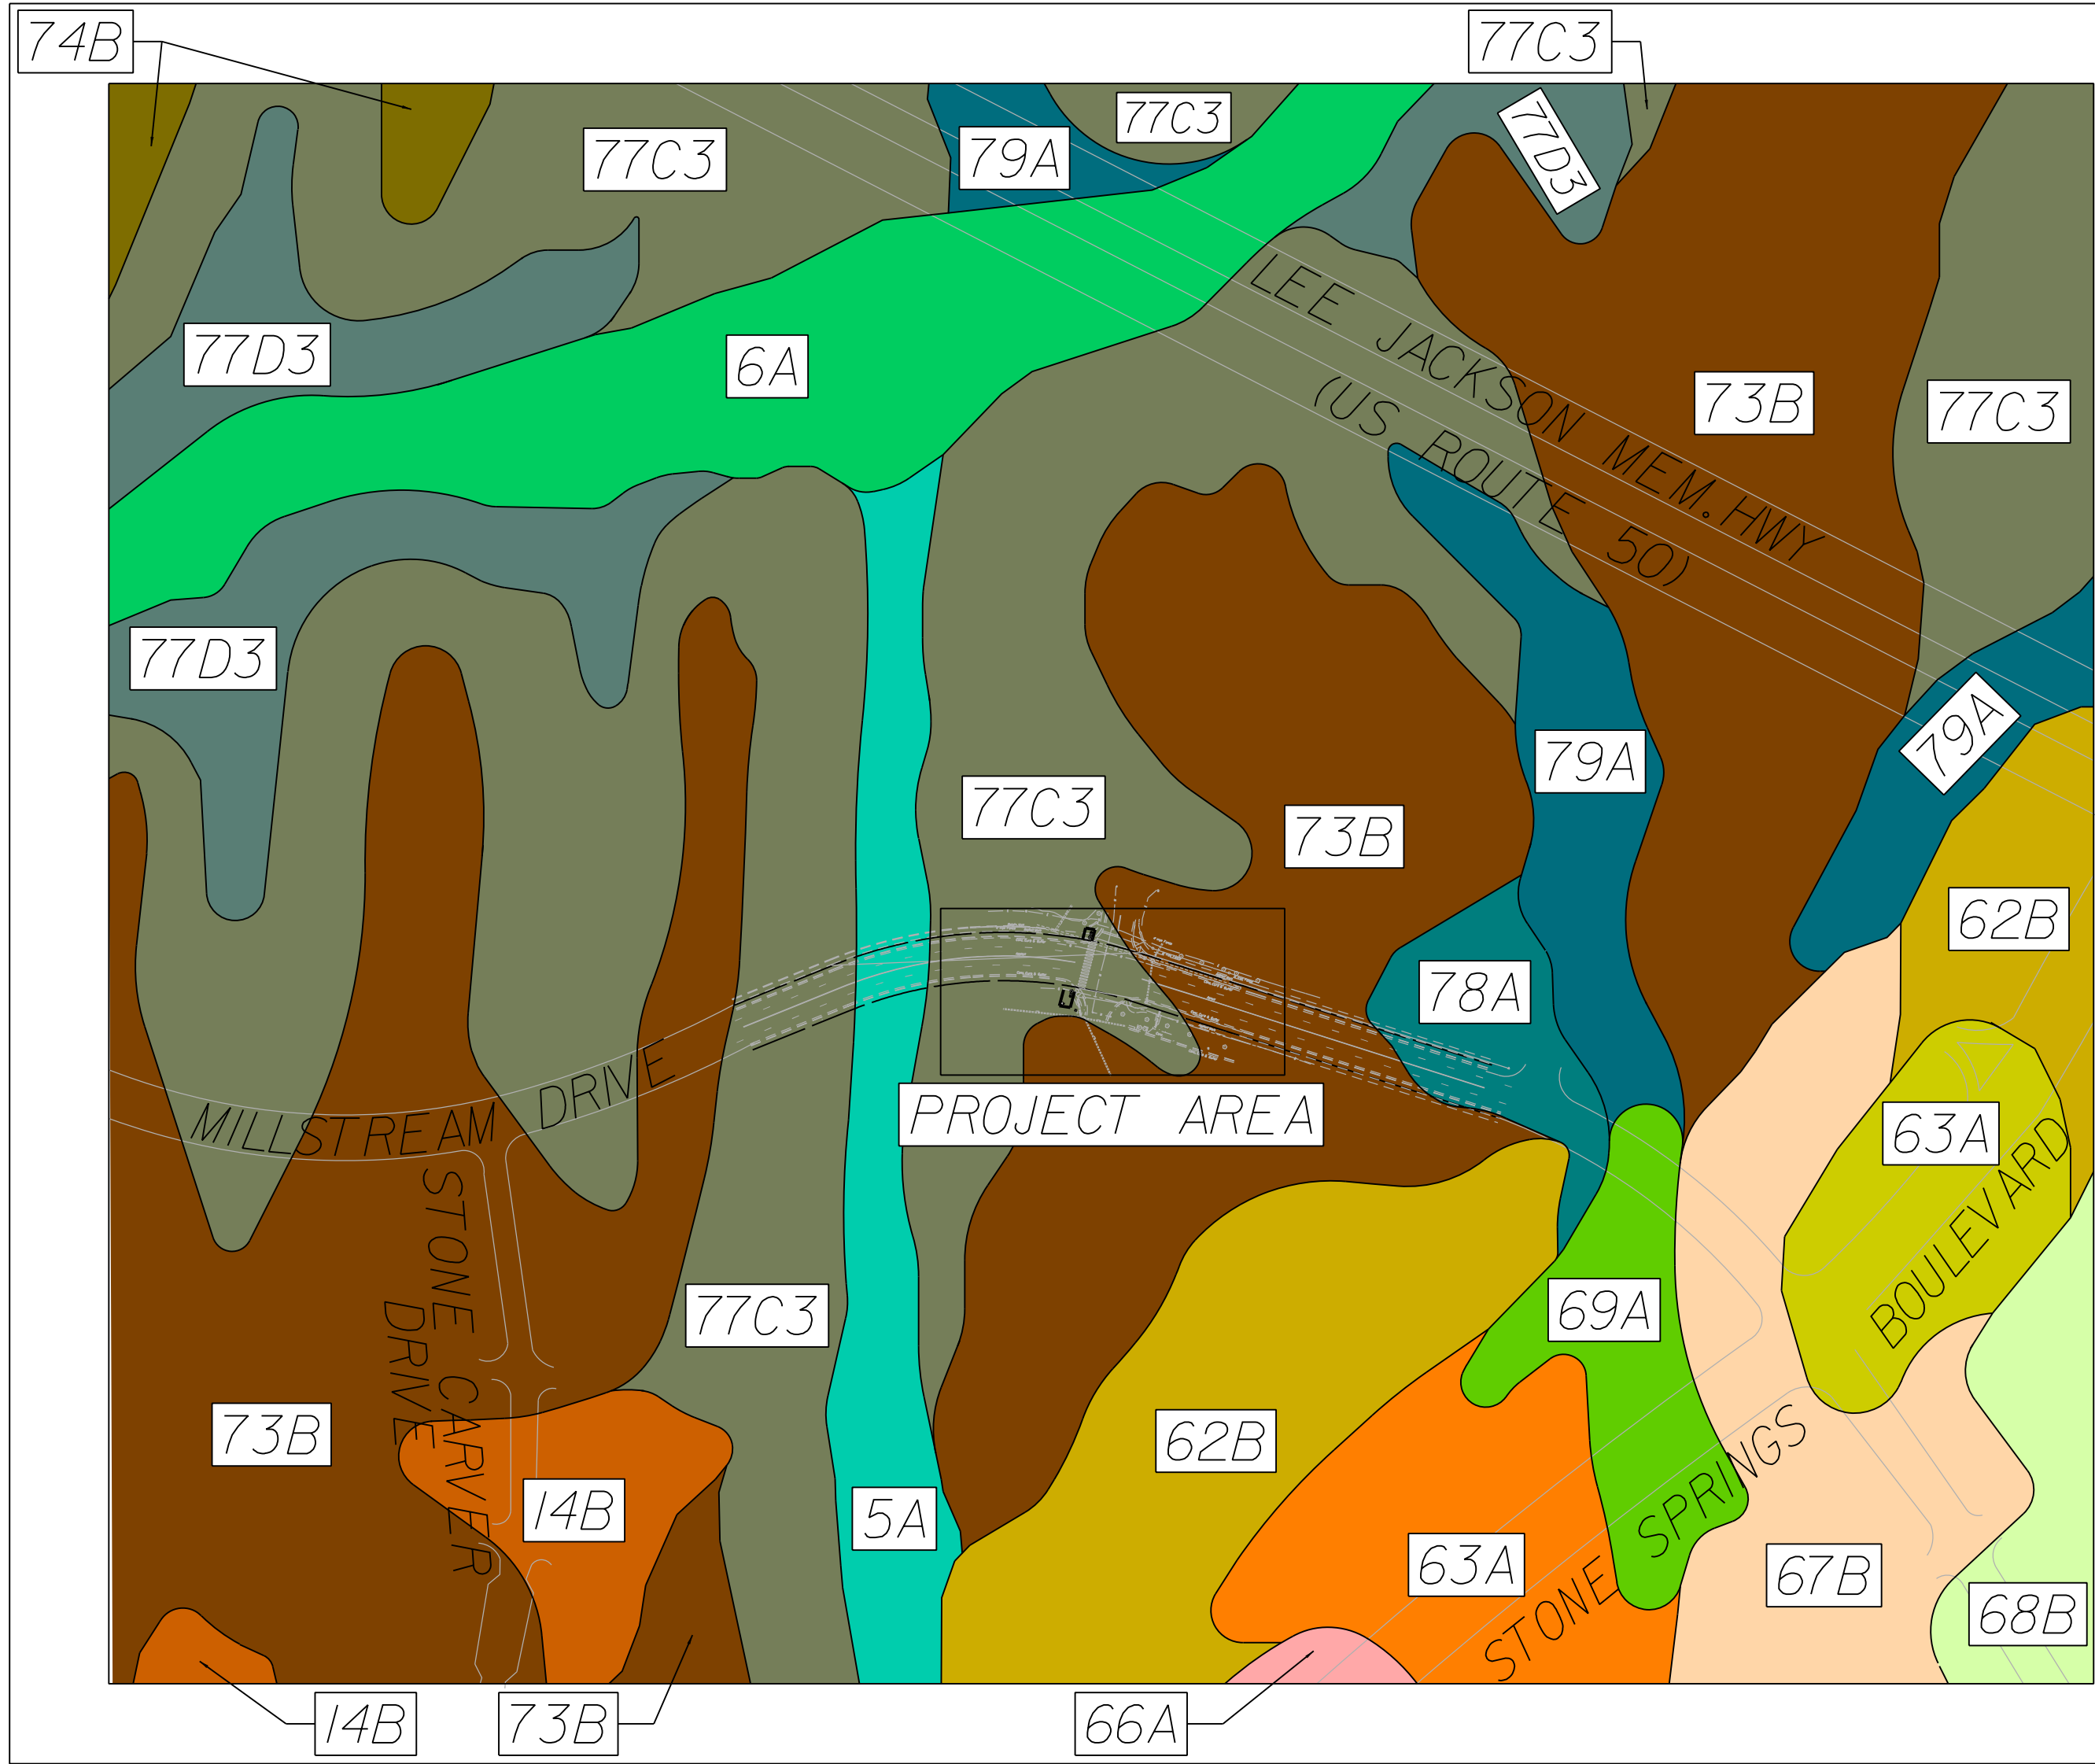 74B
77C3
77C3
77C3
79A
77D3
LEE JACKSON MEM. HWY
(US ROUTE 50)
77D3
6A
73B
77C3
77D3
79A
79A
77C3
73B
62B
78A
PROJECT AREA
MILLSTREAM DRIVE
63A
STONE CARVER
DRIVE
77C3
69A
73B
62B
14B
5A
63A
67B
68B
STONE SPRINGS BOULEVARD
14B
73B
66A